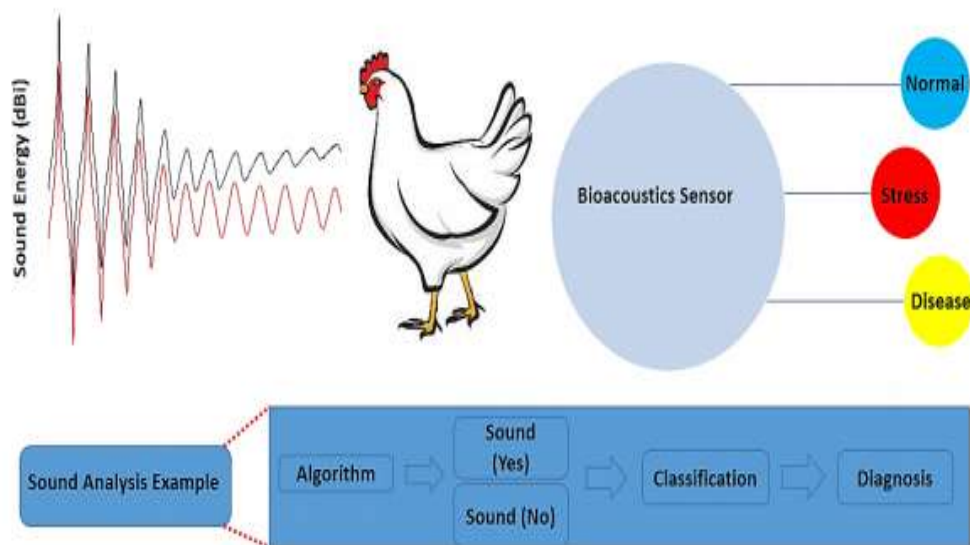 Sound Energy (dBi)
Normal
Bioacoustics Sensor
Stress
Disease
Sound Analysis Example
Algorithm
Sound
(Yes)
Sound (No)
Classification
Diagnosis